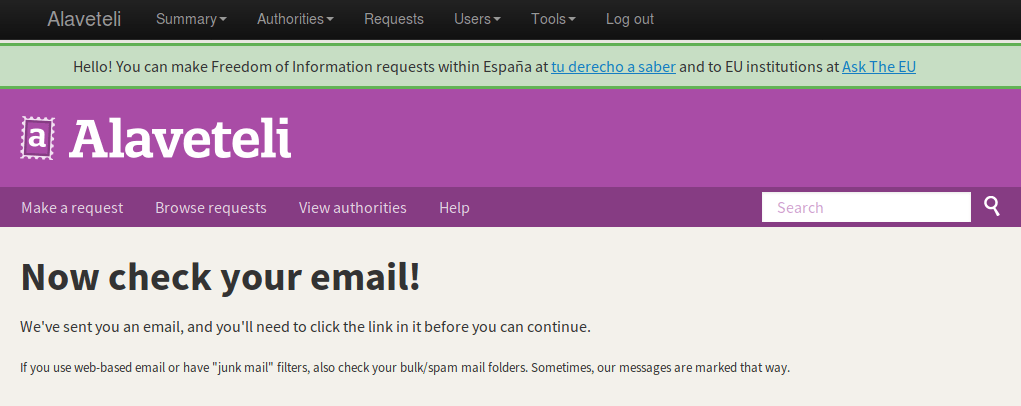 Alaveteli Summary Authorities Requests Users Tools Log out
Hello! You can make Freedom of Information requests within España at tu derecho a saber and to EU institutions at Ask The EU
a Alaveteli
Make a request Browse requests View authorities Help Search
Now check your email!
We've sent you an email, and you'll need to click the link in it before you can continue.
If you use web-based email or have "junk mail" filters, also check your bulk/spam mail folders. Sometimes, our messages are marked that way.